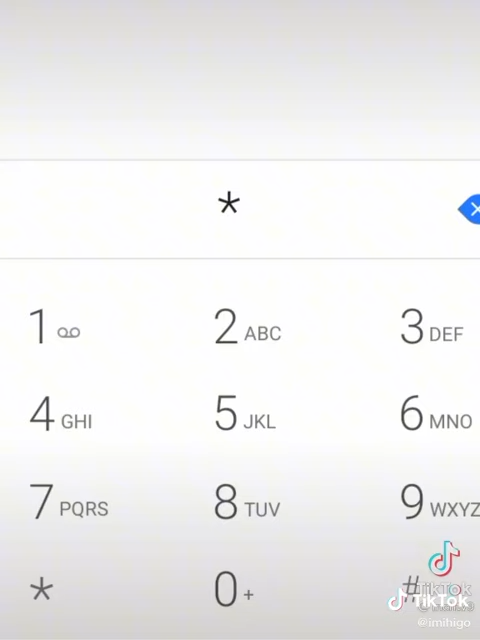 *
1
2 ABC
3 DEF
4 GHI
5 JKL
6 MNO
7 PQRS
8 TUV
9 WXYZ
*
0 +
#
TikTok
TikTok
@imihigo